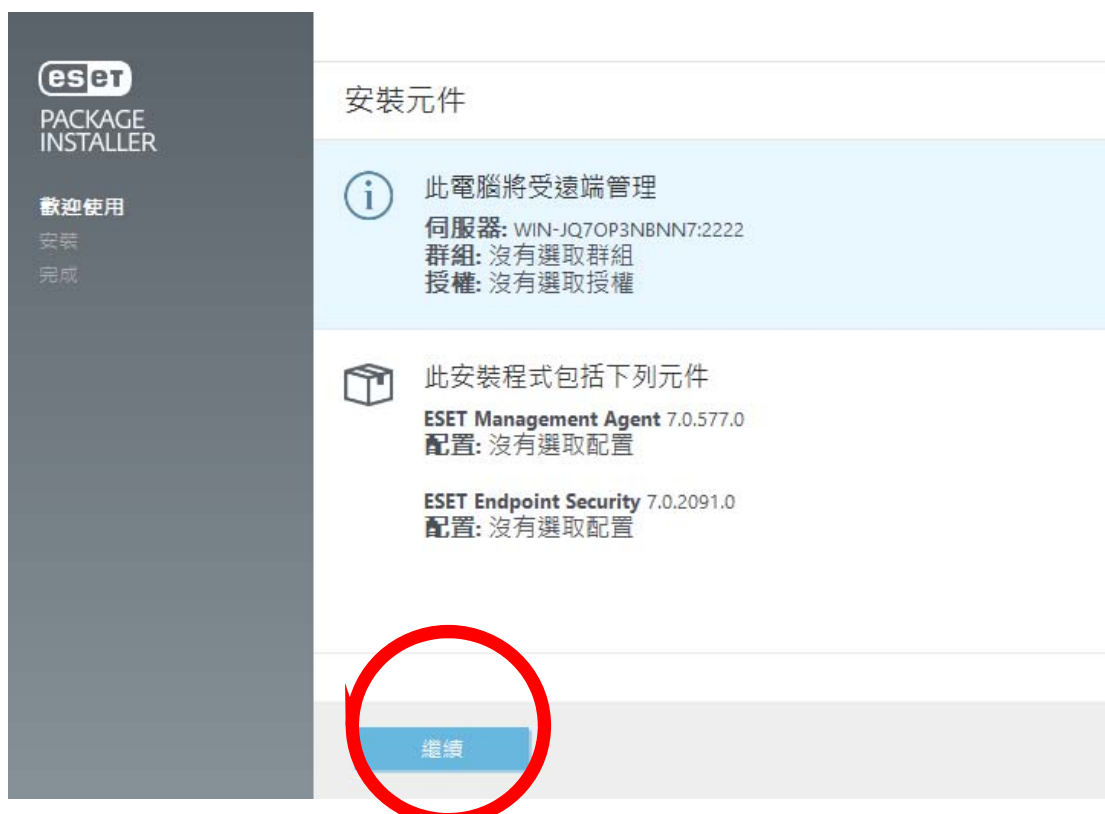 eset
PACKAGE
INSTALLER
歡迎使用
安裝
完成
安裝元件
此電腦將受遠端管理
伺服器: WIN-JQ7OP3NBNN7:2222
群組: 沒有選取群組
授權: 沒有選取授權
此安裝程式包括下列元件
ESET Management Agent 7.0.577.0
配置: 沒有選取配置
ESET Endpoint Security 7.0.2091.0
配置: 沒有選取配置
繼續